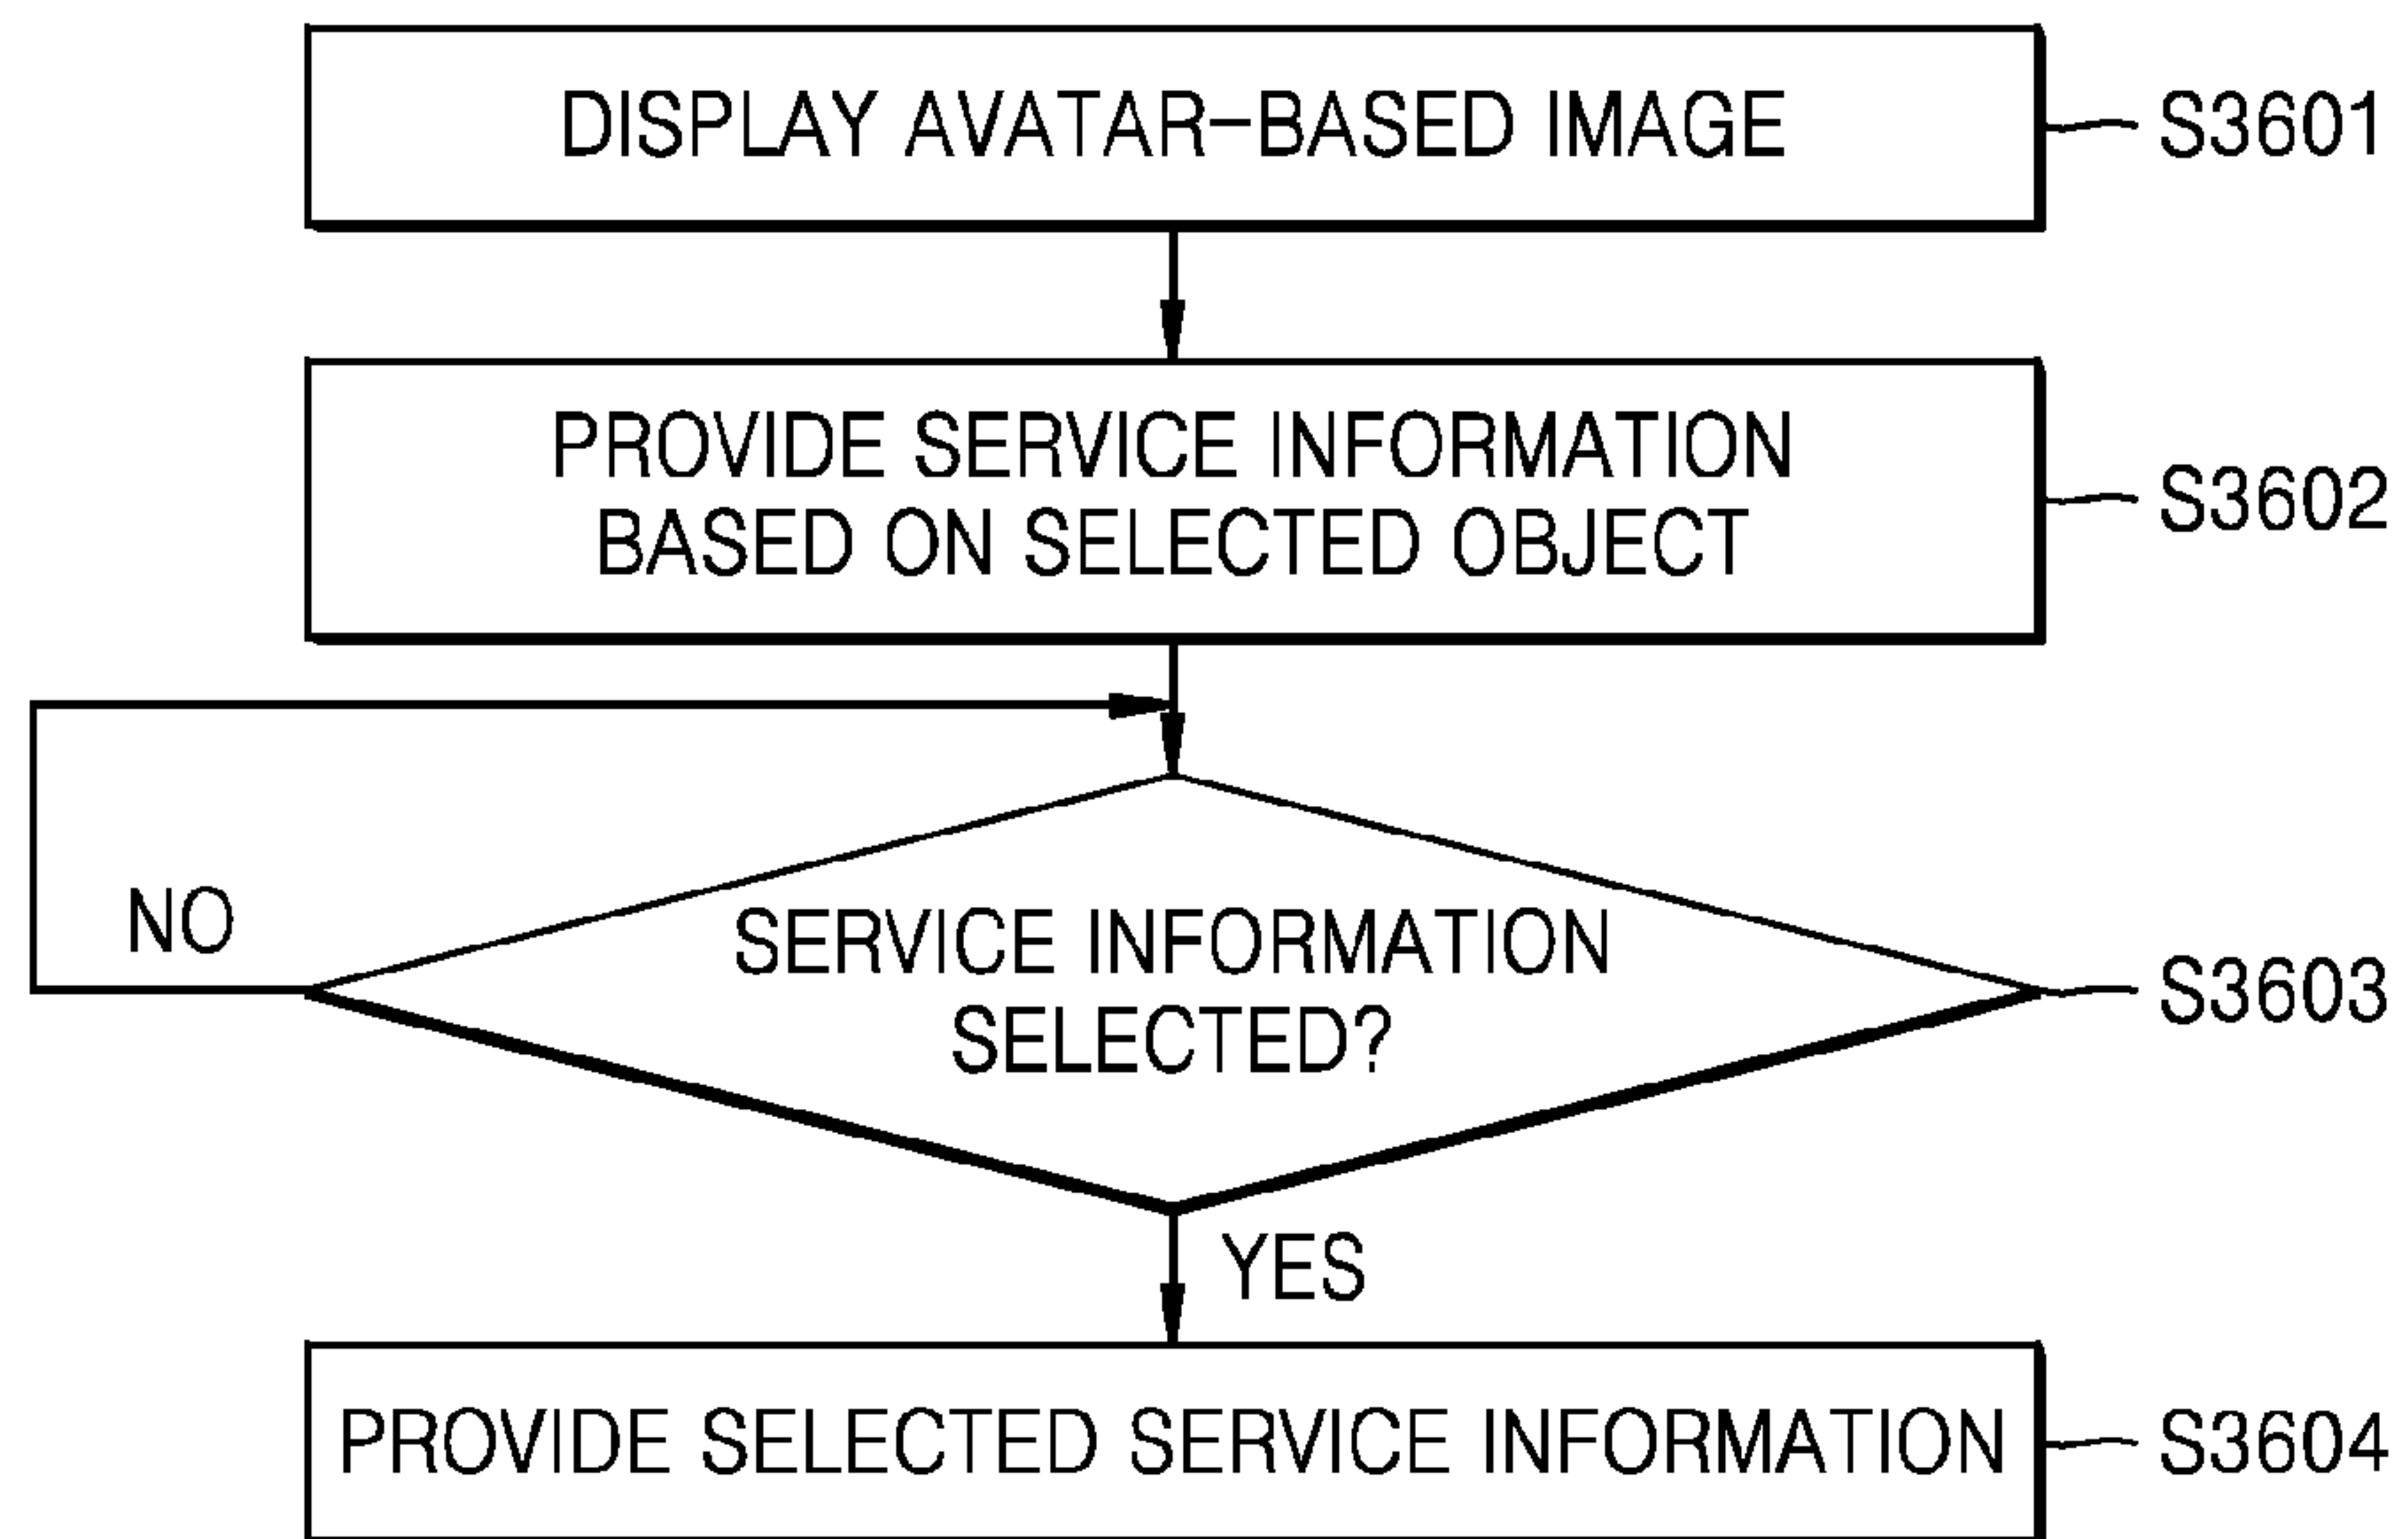 DISPLAY AVATAR-BASED IMAGE
S3601
PROVIDE SERVICE INFORMATION
BASED ON SELECTED OBJECT
S3602
NO
SERVICE INFORMATION
SELECTED?
S3603
YES
PROVIDE SELECTED SERVICE INFORMATION
S3604